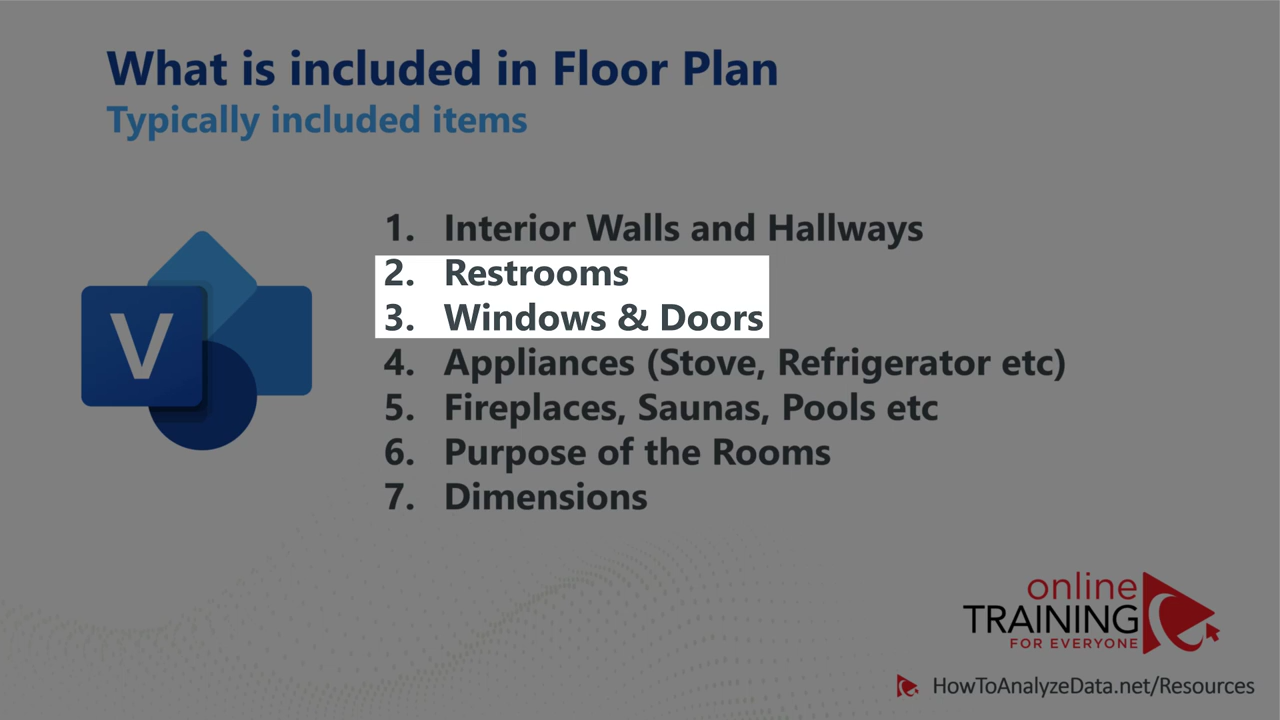 What is included in Floor Plan
Typically included items
1. Interior Walls and Hallways
2. Restrooms
3. Windows & Doors
4. Appliances (Stove, Refrigerator etc)
5. Fireplaces, Saunas, Pools etc
6. Purpose of the Rooms
7. Dimensions
V
online
TRAINING
FOR EVERYONE
HowToAnalyzeData.net/Resources